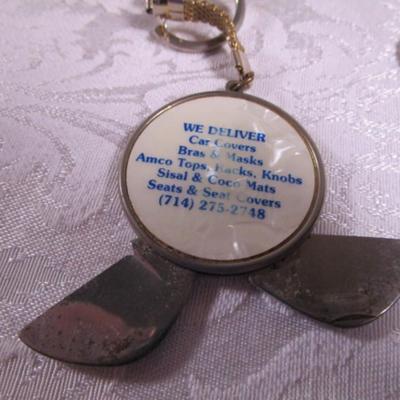 WE DELIVER
Car Covers
Bras & Masks
Amco Tops, Racks, Knobs
Sisal & Coco Mats
Seats & Seat Covers
(714) 275-2748